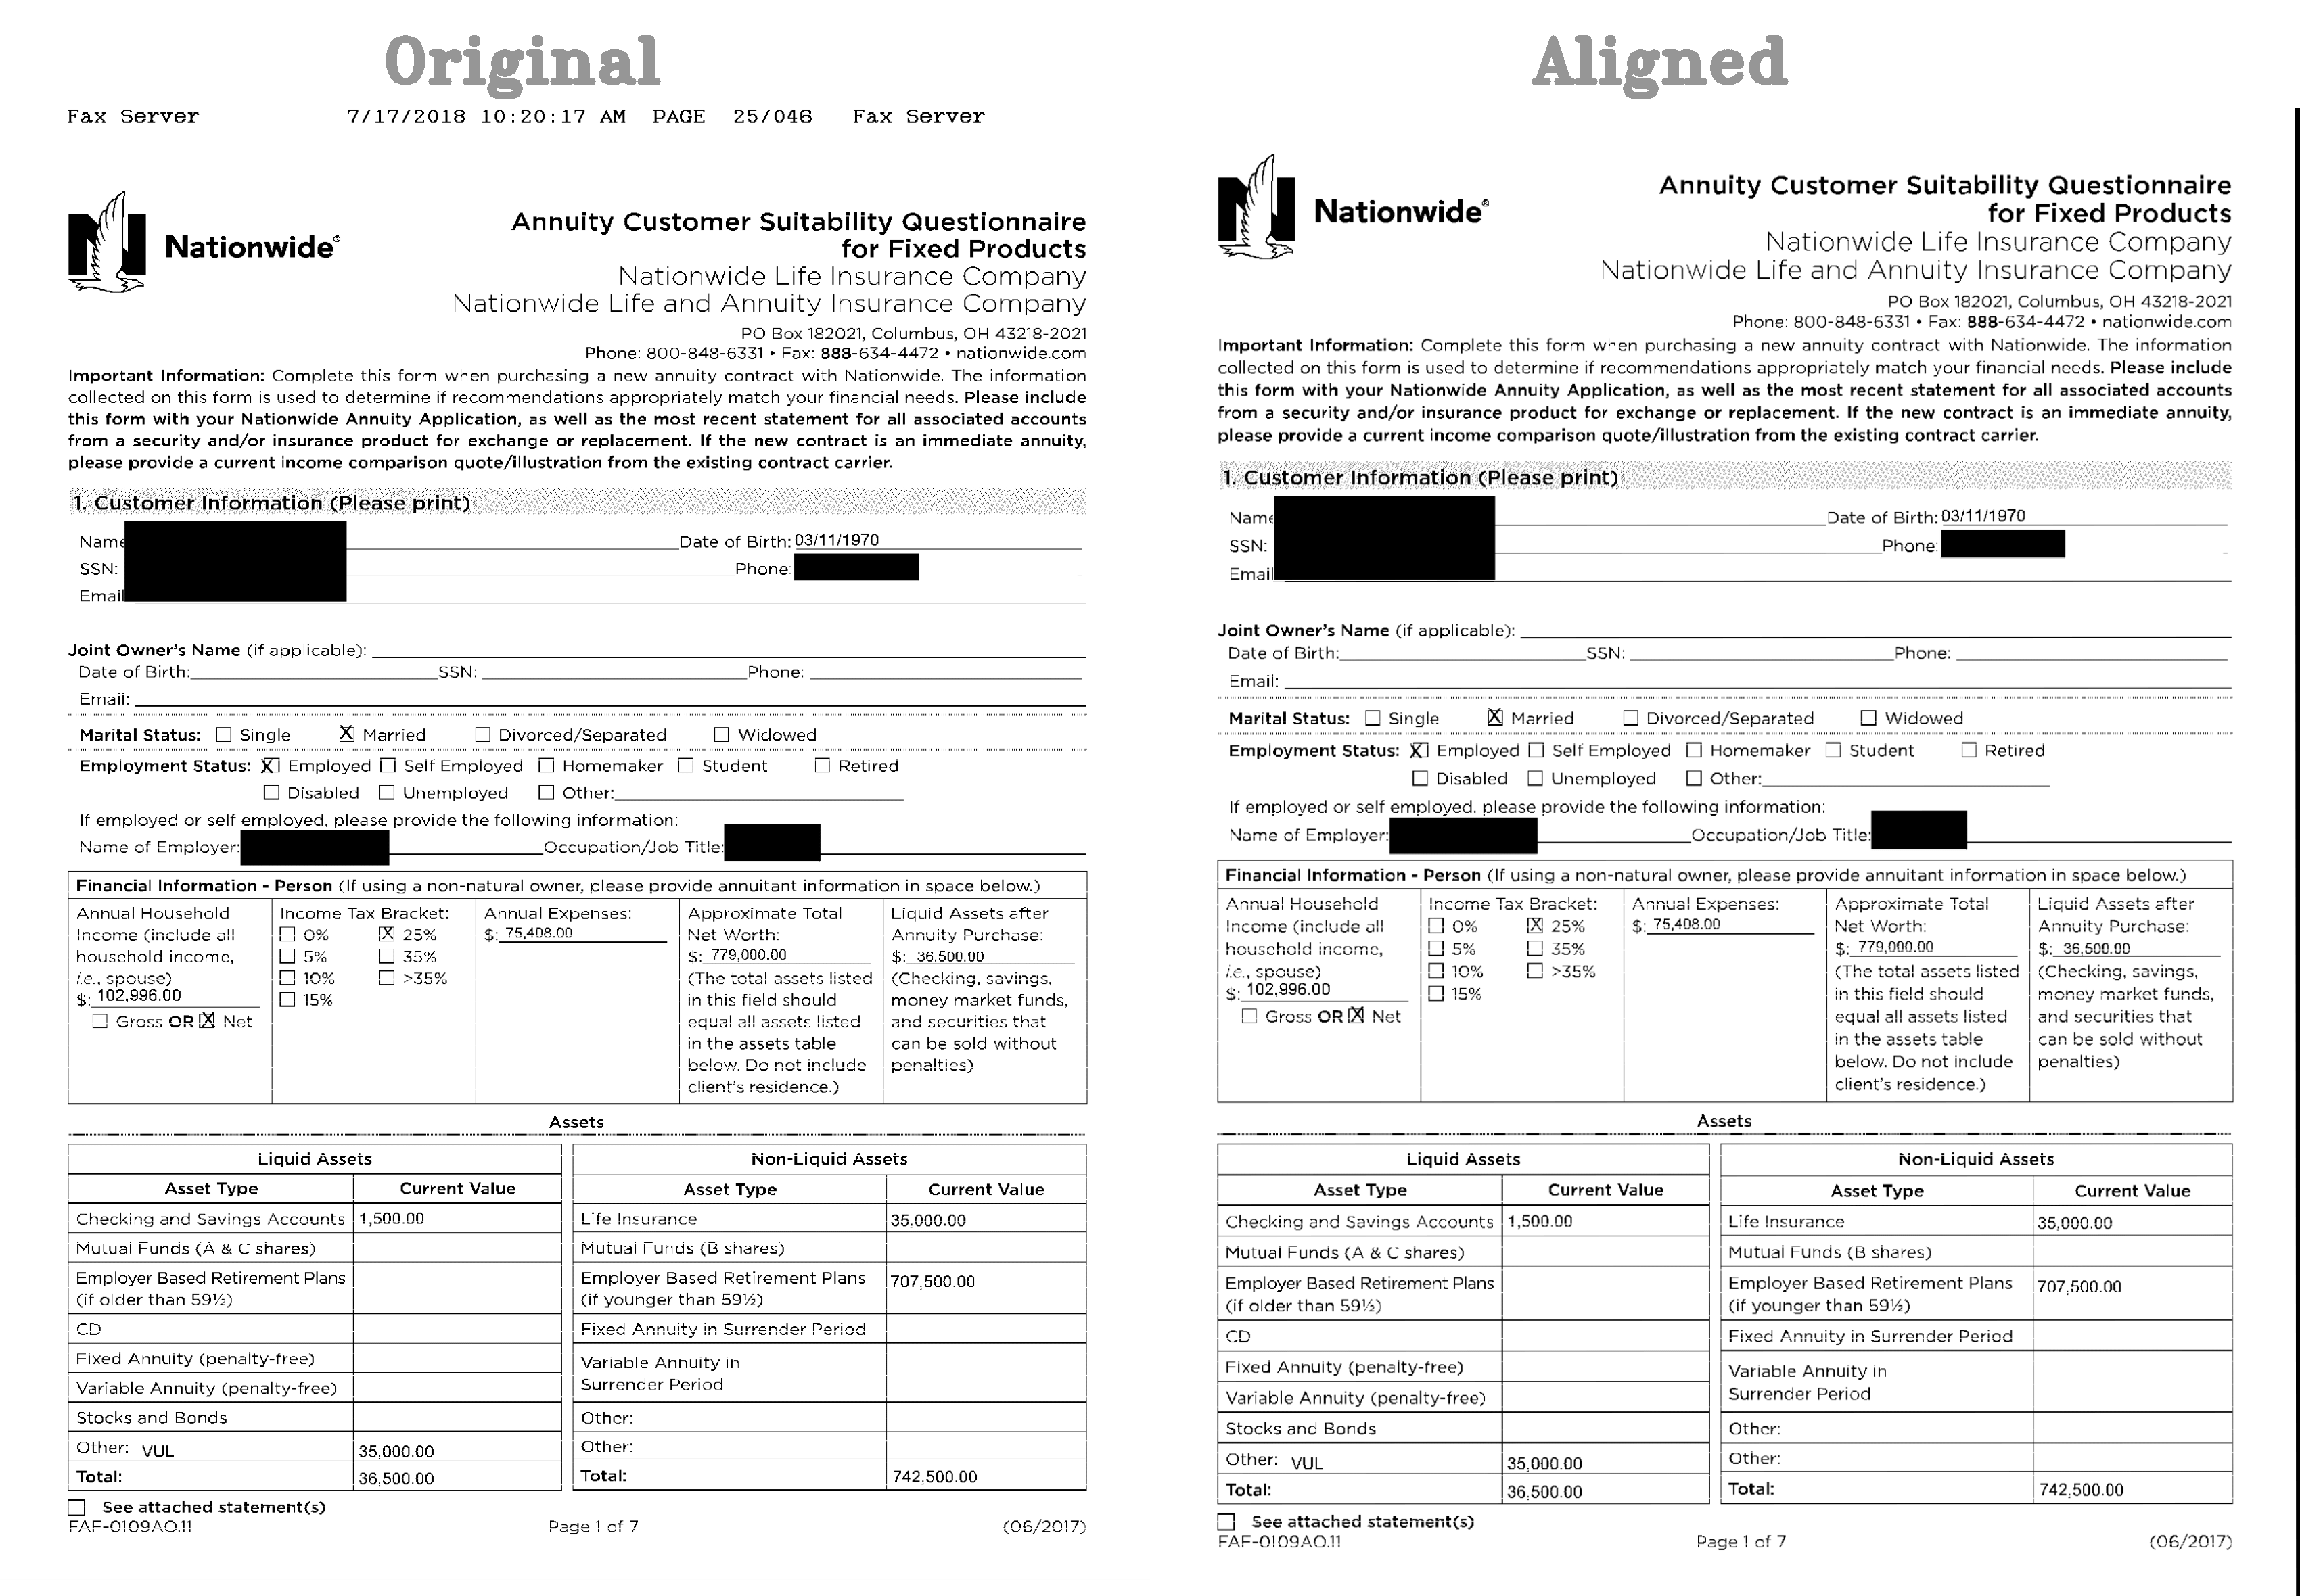 Original
Fax Server 7/17/2018 10:20:17 AM PAGE 25/046 Fax Server
Nationwide®
Annuity Customer Suitability Questionnaire
for Fixed Products
Nationwide Life Insurance Company
Nationwide Life and Annuity Insurance Company
PO Box 182021, Columbus, OH 43218-2021
Phone: 800-848-6331 • Fax: 888-634-4472 • nationwide.com
Important Information: Complete this form when purchasing a new annuity contract with Nationwide. The information
collected on this form is used to determine if recommendations appropriately match your financial needs. Please include
this form with your Nationwide Annuity Application, as well as the most recent statement for all associated accounts
from a security and/or insurance product for exchange or replacement. If the new contract is an immediate annuity,
please provide a current income comparison quote/illustration from the existing contract carrier.
1. Customer Information (Please print)
Name Date of Birth: 03/11/1970
SSN: Phone:
Email
Joint Owner's Name (if applicable):
Date of Birth: SSN: Phone:
Email:
Marital Status: ☐ Single ☒ Married ☐ Divorced/Separated ☐ Widowed
Employment Status: ☒ Employed ☐ Self Employed ☐ Homemaker ☐ Student ☐ Retired
☐ Disabled ☐ Unemployed ☐ Other:
If employed or self employed, please provide the following information:
Name of Employer: Occupation/Job Title:
Financial Information - Person (If using a non-natural owner, please provide annuitant information in space below.)
Annual Household
Income (include all
household income,
i.e., spouse)
$: 102,996.00
☐ Gross OR ☒ Net
Income Tax Bracket:
☐ 0% ☒ 25%
☐ 5% ☐ 35%
☐ 10% ☐ >35%
☐ 15%
Annual Expenses:
$: 75,408.00
Approximate Total
Net Worth:
$: 779,000.00
(The total assets listed
in this field should
equal all assets listed
in the assets table
below. Do not include
client's residence.)
Liquid Assets after
Annuity Purchase:
$: 36,500.00
(Checking, savings,
money market funds,
and securities that
can be sold without
penalties)
Assets
Liquid Assets
Asset Type Current Value
Checking and Savings Accounts 1,500.00
Mutual Funds (A & C shares)
Employer Based Retirement Plans
(if older than 59½)
CD
Fixed Annuity (penalty-free)
Variable Annuity (penalty-free)
Stocks and Bonds
Other: VUL 35,000.00
Total: 36,500.00
Non-Liquid Assets
Asset Type Current Value
Life Insurance 35,000.00
Mutual Funds (B shares)
Employer Based Retirement Plans 707,500.00
(if younger than 59½)
Fixed Annuity in Surrender Period
Variable Annuity in
Surrender Period
Other:
Other:
Total: 742,500.00
☐ See attached statement(s)
FAF-0109AO.11 Page 1 of 7 (06/2017)
Aligned
Nationwide®
Annuity Customer Suitability Questionnaire
for Fixed Products
Nationwide Life Insurance Company
Nationwide Life and Annuity Insurance Company
PO Box 182021, Columbus, OH 43218-2021
Phone: 800-848-6331 • Fax: 888-634-4472 • nationwide.com
Important Information: Complete this form when purchasing a new annuity contract with Nationwide. The information
collected on this form is used to determine if recommendations appropriately match your financial needs. Please include
this form with your Nationwide Annuity Application, as well as the most recent statement for all associated accounts
from a security and/or insurance product for exchange or replacement. If the new contract is an immediate annuity,
please provide a current income comparison quote/illustration from the existing contract carrier.
1. Customer Information (Please print)
Name Date of Birth: 03/11/1970
SSN: Phone:
Email
Joint Owner's Name (if applicable):
Date of Birth: SSN: Phone:
Email:
Marital Status: ☐ Single ☒ Married ☐ Divorced/Separated ☐ Widowed
Employment Status: ☒ Employed ☐ Self Employed ☐ Homemaker ☐ Student ☐ Retired
☐ Disabled ☐ Unemployed ☐ Other:
If employed or self employed, please provide the following information:
Name of Employer: Occupation/Job Title:
Financial Information - Person (If using a non-natural owner, please provide annuitant information in space below.)
Annual Household
Income (include all
household income,
i.e., spouse)
$: 102,996.00
☐ Gross OR ☒ Net
Income Tax Bracket:
☐ 0% ☒ 25%
☐ 5% ☐ 35%
☐ 10% ☐ >35%
☐ 15%
Annual Expenses:
$: 75,408.00
Approximate Total
Net Worth:
$: 779,000.00
(The total assets listed
in this field should
equal all assets listed
in the assets table
below. Do not include
client's residence.)
Liquid Assets after
Annuity Purchase:
$: 36,500.00
(Checking, savings,
money market funds,
and securities that
can be sold without
penalties)
Assets
Liquid Assets
Asset Type Current Value
Checking and Savings Accounts 1,500.00
Mutual Funds (A & C shares)
Employer Based Retirement Plans
(if older than 59½)
CD
Fixed Annuity (penalty-free)
Variable Annuity (penalty-free)
Stocks and Bonds
Other: VUL 35,000.00
Total: 36,500.00
Non-Liquid Assets
Asset Type Current Value
Life Insurance 35,000.00
Mutual Funds (B shares)
Employer Based Retirement Plans 707,500.00
(if younger than 59½)
Fixed Annuity in Surrender Period
Variable Annuity in
Surrender Period
Other:
Other:
Total: 742,500.00
☐ See attached statement(s)
FAF-0109AO.11 Page 1 of 7 (06/2017)